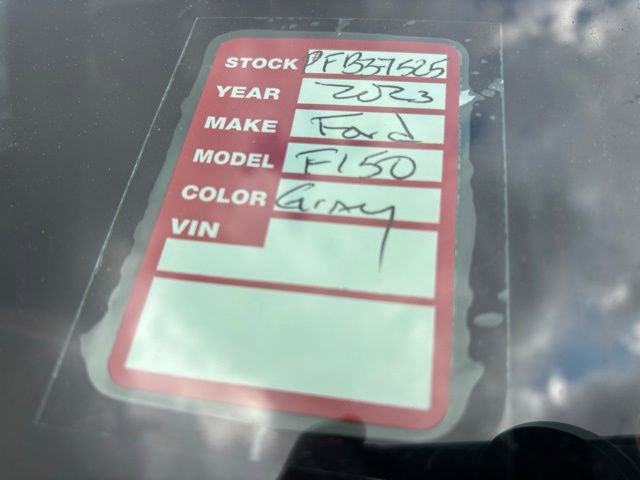 STOCK PFB37525
YEAR 2023
MAKE Ford
MODEL F150
COLOR Gray
VIN